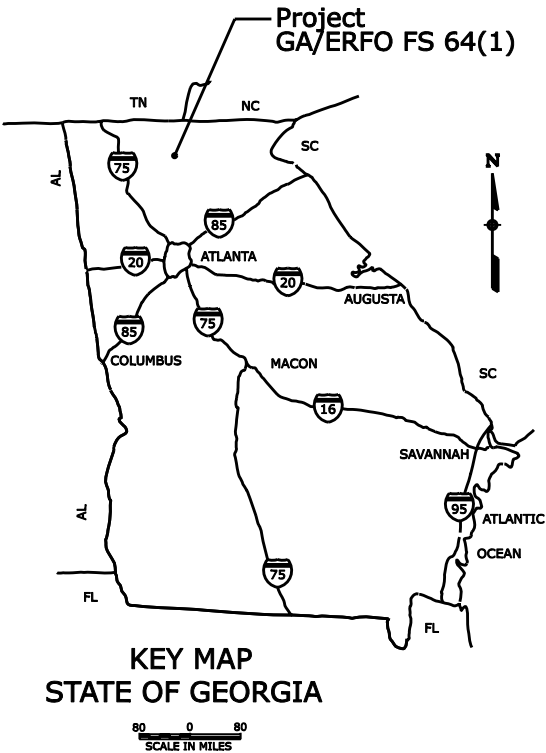 Project
GA/ERFO FS 64(1)
TN
NC
SC
AL
75
N
85
20
ATLANTA
20
AUGUSTA
85
75
COLUMBUS
MACON
SC
16
SAVANNAH
95
AL
ATLANTIC
OCEAN
75
FL
FL
KEY MAP
STATE OF GEORGIA
80 0 80
SCALE IN MILES